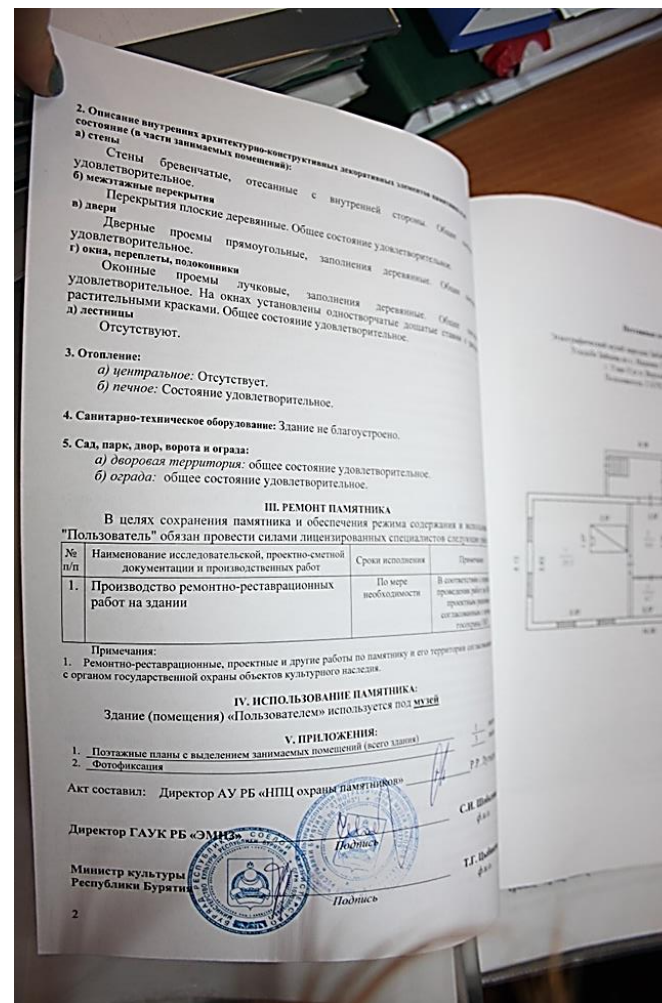 2. Описание внутренних архитектурно-конструктивных декоративных элементов
состояние (в части занимаемых помещений):
а) стены
Стены бревенчатые, отесанные с внутренней стороны. Общее
удовлетворительное.
б) межэтажные перекрытия
Перекрытия плоские деревянные. Общее состояние удовлетворительное.
в) двери
Дверные проемы прямоугольные, заполнения деревянные. Общее
удовлетворительное.
г) окна, переплеты, подоконники
Оконные проемы лучковые, заполнения деревянные. Общее
удовлетворительное. На окнах установлены одностворчатые дощатые ставни с
растительными красками. Общее состояние удовлетворительное.
д) лестницы
Отсутствуют.
3. Отопление:
а) центральное: Отсутствует.
б) печное: Состояние удовлетворительное.
4. Санитарно-техническое оборудование: Здание не благоустроено.
5. Сад, парк, двор, ворота и ограда:
а) дворовая территория: общее состояние удовлетворительное.
б) ограда: общее состояние удовлетворительное.
III. РЕМОНТ ПАМЯТНИКА
В целях сохранения памятника и обеспечения режима содержания и
"Пользователь" обязан провести силами лицензированных специалистов следующие
№ п/п Наименование исследовательской, проектно-сметной документации и производственных работ Сроки исполнения
1. Производство ремонтно-реставрационных работ на здании По мере необходимости В соответствии с
Примечания:
1. Ремонтно-реставрационные, проектные и другие работы по памятнику и его территории
с органом государственной охраны объектов культурного наследия.
IV. ИСПОЛЬЗОВАНИЕ ПАМЯТНИКА:
Здание (помещения) «Пользователем» используется под музей
V. ПРИЛОЖЕНИЯ:
1. Поэтажные планы с выделением занимаемых помещений (всего здания)
2. Фотофиксация
Акт составил: Директор АУ РБ «НПЦ охраны памятников» Р.Р.
Директор ГАУК РБ «ЭМНЗ» С.И.
Подпись
Министр культуры
Республики Бурятия Т.Г.
Подпись
2